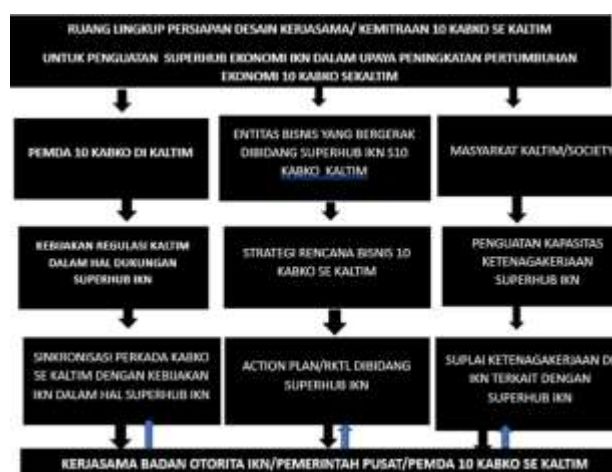 RUANG LINGKUP PERSIAPAN DESAIN KERJASAMA/ KEMITRAAN 10 KABKO SE KALTIM
UNTUK PENGUATAN SUPERHUB EKONOMI IKN DALAM UPAYA PENINGKATAN PERTUMBUHAN
EKONOMI 10 KABKO SEKALTIM
PEMDA 10 KABKO DI KALTIM
ENTITAS BISNIS YANG BERGERAK
DIBIDANG SUPERHUB IKN S10
KABKO KALTIM
MASYARKAT KALTIM/SOCIETY
KEBIJAKAN REGULASI KALTIM
DALAM HAL DUKUNGAN
SUPERHUB IKN
STRATEGI RENCANA BISNIS 10
KABKO SE KALTIM
PENGUATAN KAPASITAS
KETENAGAKERJAAN
SUPERHUB IKN
SINKRONISASI PERKADA KABKO
SE KALTIM DENGAN KEBIJAKAN
IKN DALAM HAL SUPERHUB IKN
ACTION PLAN/RKTL DIBIDANG
SUPERHUB IKN
SUPLAI KETENAGAKERJAAN DI
IKN TERKAIT DENGAN
SUPERHUB IKN
KERJASAMA BADAN OTORITA IKN/PEMERINTAH PUSAT/PEMDA 10 KABKO SE KALTIM